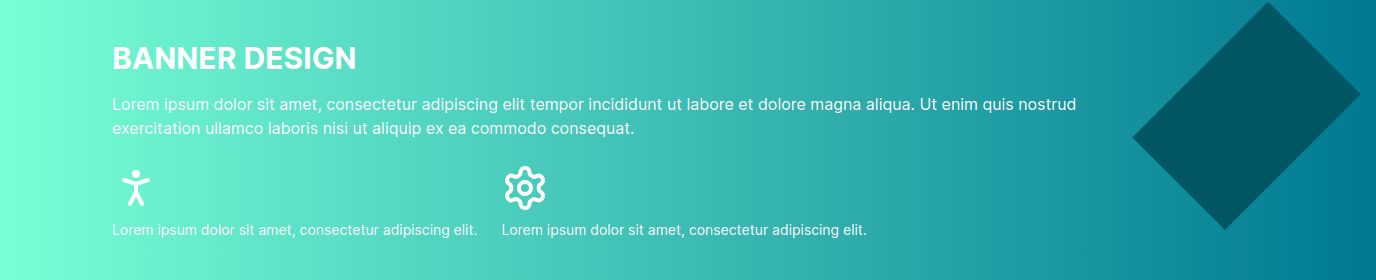 BANNER DESIGN
Lorem ipsum dolor sit amet, consectetur adipiscing elit tempor incididunt ut labore et dolore magna aliqua. Ut enim quis nostrud
exercitation ullamco laboris nisi ut aliquip ex ea commodo consequat.
Lorem ipsum dolor sit amet, consectetur adipiscing elit.
Lorem ipsum dolor sit amet, consectetur adipiscing elit.